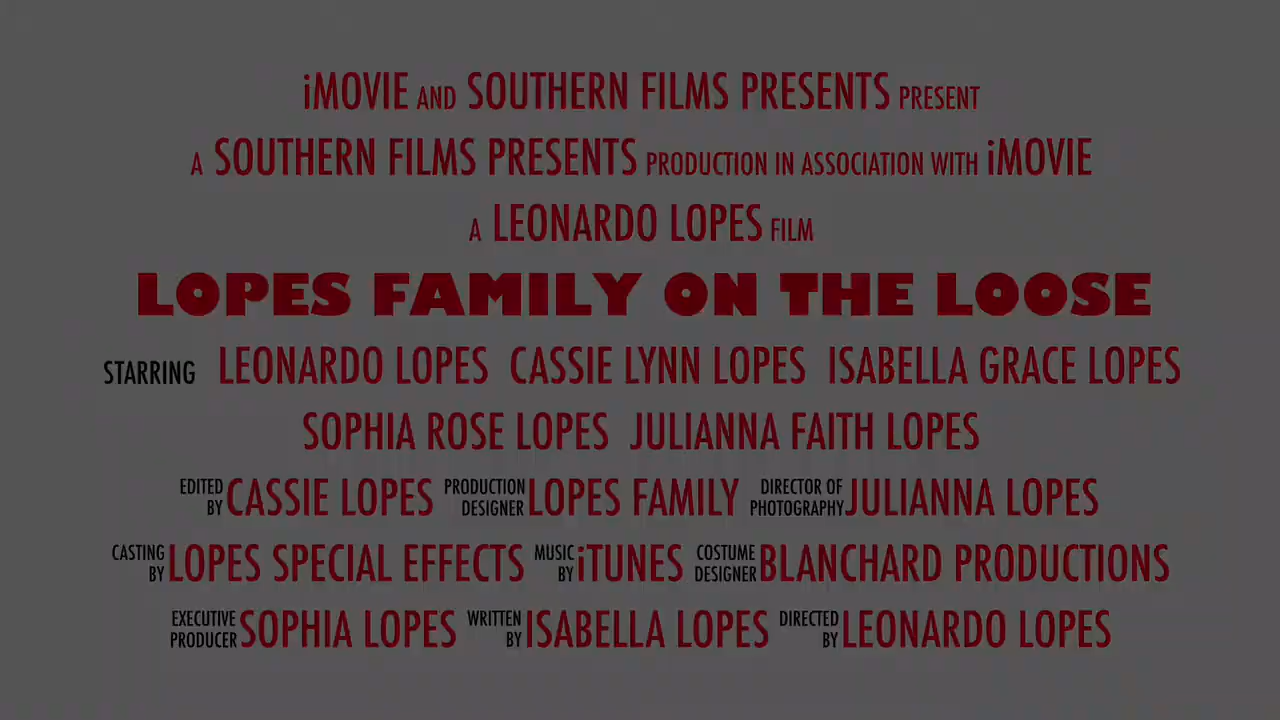 iMOVIE AND SOUTHERN FILMS PRESENTS PRESENT
A SOUTHERN FILMS PRESENTS PRODUCTION IN ASSOCIATION WITH iMOVIE
A LEONARDO LOPES FILM
LOPES FAMILY ON THE LOOSE
STARRING LEONARDO LOPES CASSIE LYNN LOPES ISABELLA GRACE LOPES
SOPHIA ROSE LOPES JULIANNA FAITH LOPES
EDITED BY CASSIE LOPES PRODUCTION DESIGNER LOPES FAMILY DIRECTOR OF PHOTOGRAPHY JULIANNA LOPES
CASTING BY LOPES SPECIAL EFFECTS MUSIC BY iTUNES COSTUME DESIGNER BLANCHARD PRODUCTIONS
EXECUTIVE PRODUCER SOPHIA LOPES WRITTEN BY ISABELLA LOPES DIRECTED BY LEONARDO LOPES